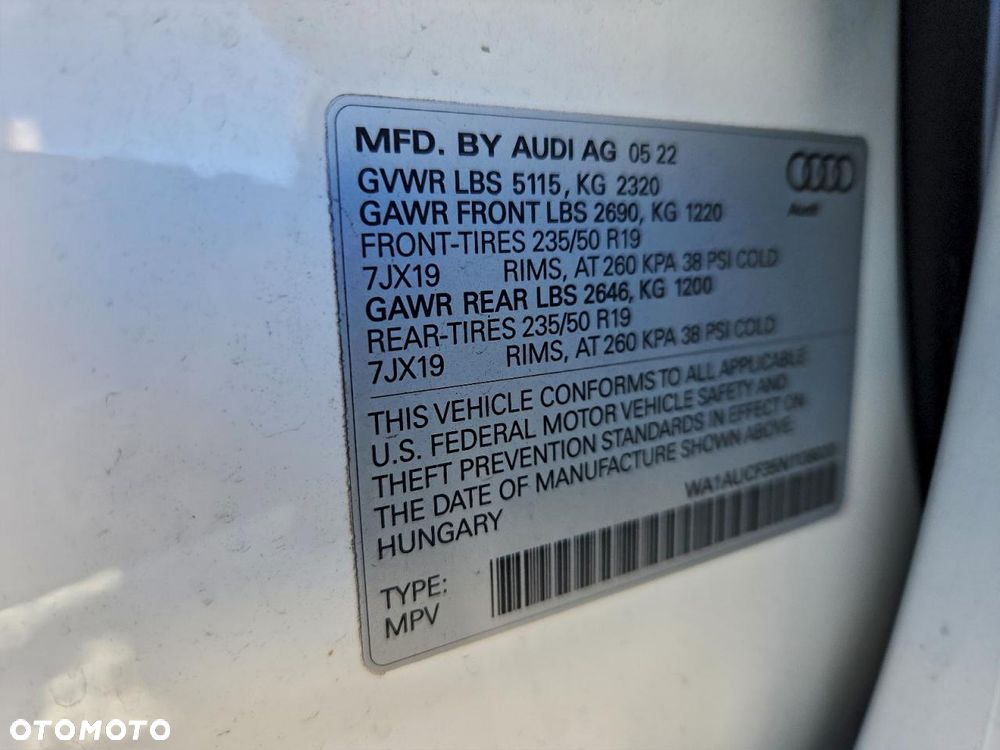 MFD. BY AUDI AG 05 22
GVWR LBS 5115, KG 2320
GAWR FRONT LBS 2690, KG 1220
FRONT-TIRES 235/50 R19
7JX19 RIMS, AT 260 KPA 38 PSI COLD
GAWR REAR LBS 2646, KG 1200
REAR-TIRES 235/50 R19
7JX19 RIMS, AT 260 KPA 38 PSI COLD
Audi
THIS VEHICLE CONFORMS TO ALL APPLICABLE
U.S. FEDERAL MOTOR VEHICLE SAFETY AND
THEFT PREVENTION STANDARDS IN EFFECT ON
THE DATE OF MANUFACTURE SHOWN ABOVE.
HUNGARY
TYPE:
MPV
OTOMOTO